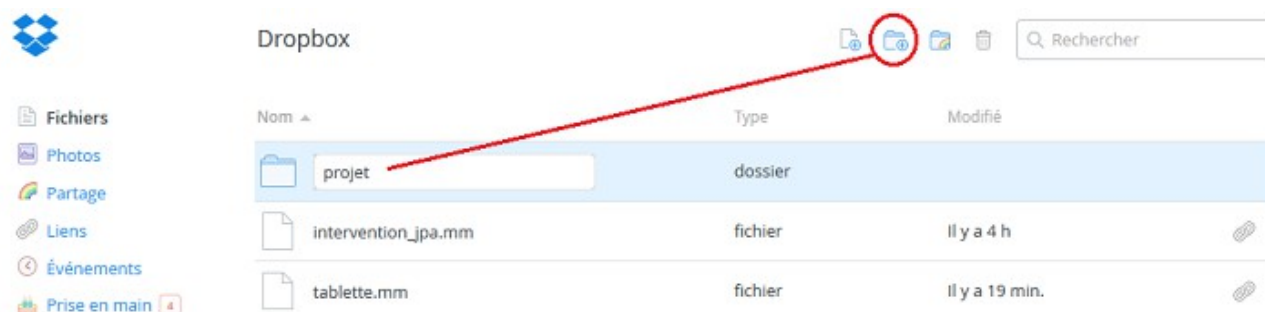 Dropbox
Rechercher
Fichiers
Photos
Partage
Liens
Événements
Prise en main 4
Nom Type Modifié
projet dossier
intervention_jpa.mm fichier Il y a 4 h
tablette.mm fichier Il y a 19 min.